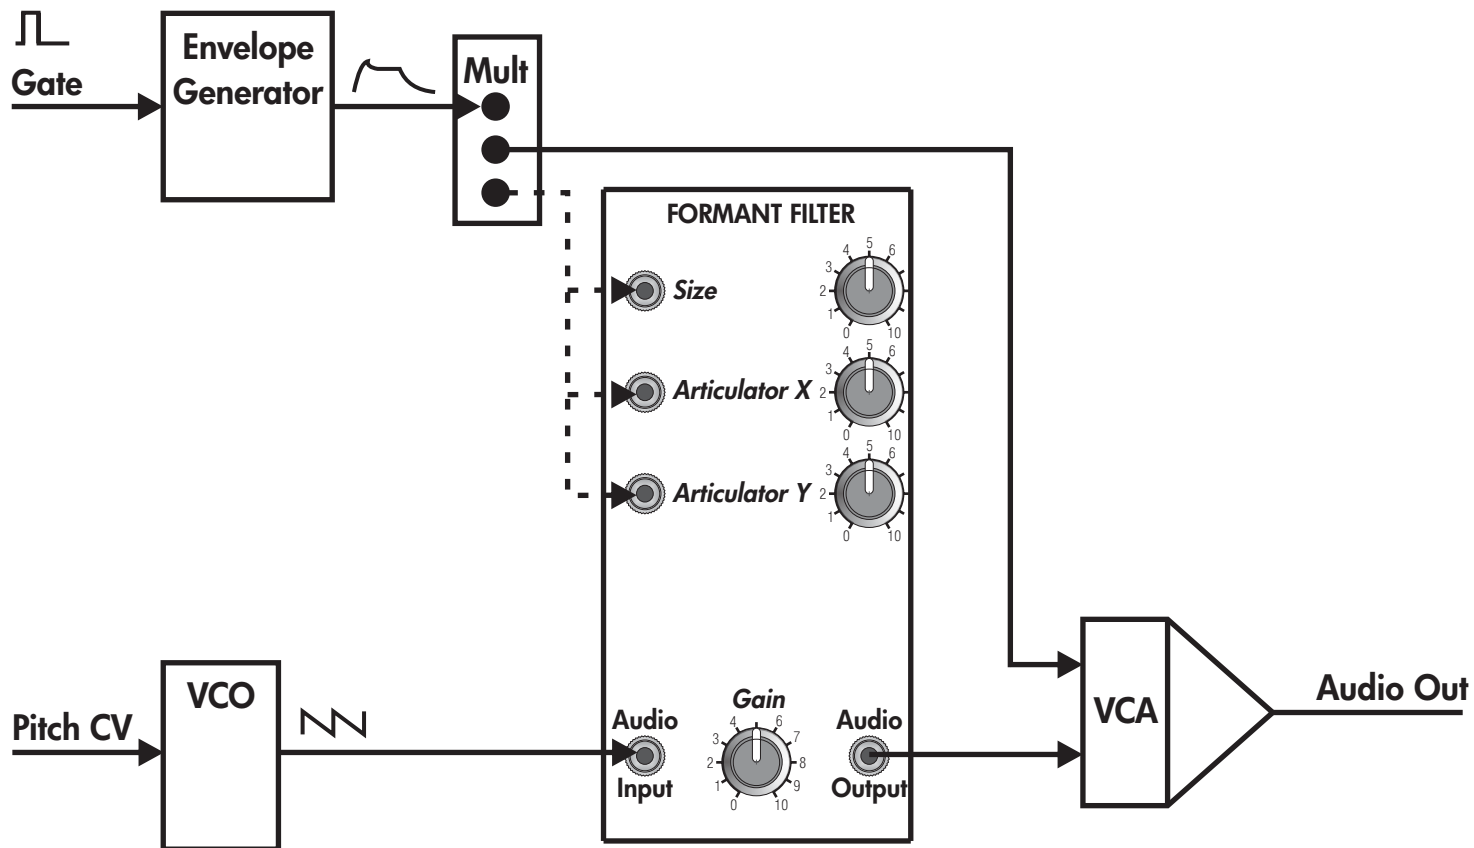 Gate
Envelope
Generator
Mult
FORMANT FILTER
Size
0 1 2 3 4 5 6 10
Articulator X
0 1 2 3 4 5 6 10
Articulator Y
0 1 2 3 4 5 6 10
Pitch CV
VCO
Audio
Input
Gain
0 1 2 3 4 6 7 8 9 10
Audio
Output
VCA
Audio Out